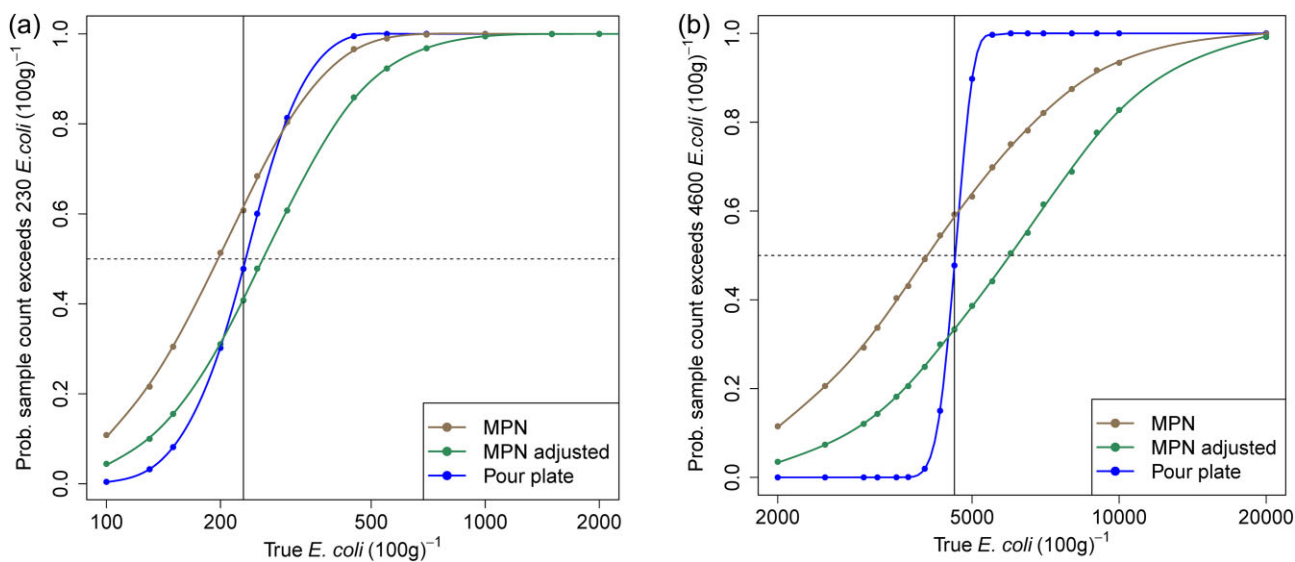 (a)
Prob. sample count exceeds 230 E.coli (100g)⁻¹
1.0
0.8
0.6
0.4
0.2
0.0
MPN
MPN adjusted
Pour plate
100 200 500 1000 2000
True E. coli (100g)⁻¹
(b)
Prob. sample count exceeds 4600 E.coli (100g)⁻¹
1.0
0.8
0.6
0.4
0.2
0.0
MPN
MPN adjusted
Pour plate
2000 5000 10000 20000
True E. coli (100g)⁻¹